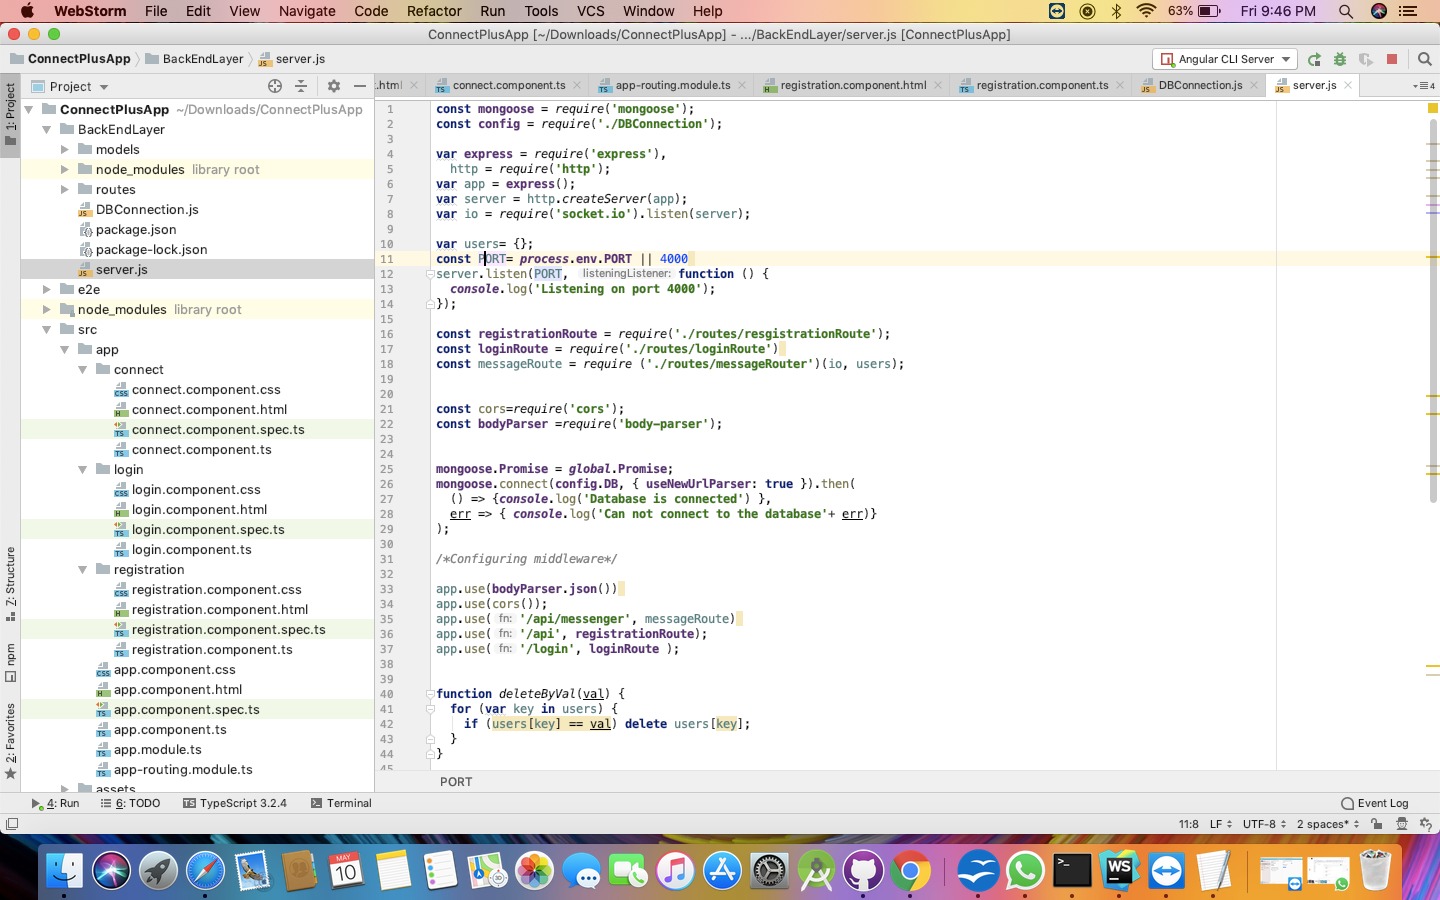 WebStorm File Edit View Navigate Code Refactor Run Tools VCS Window Help 63% Fri 9:46 PM
ConnectPlusApp [~/Downloads/ConnectPlusApp] - .../BackEndLayer/server.js [ConnectPlusApp]
ConnectPlusApp BackEndLayer server.js Angular CLI Server
Project
.html connect.component.ts app-routing.module.ts registration.component.html registration.component.ts DBConnection.js server.js 4
1: Project
Z: Structure
npm
2: Favorites
ConnectPlusApp ~/Downloads/ConnectPlusApp
BackEndLayer
models
node_modules library root
routes
DBConnection.js
package.json
package-lock.json
server.js
e2e
node_modules library root
src
app
connect
connect.component.css
connect.component.html
connect.component.spec.ts
connect.component.ts
login
login.component.css
login.component.html
login.component.spec.ts
login.component.ts
registration
registration.component.css
registration.component.html
registration.component.spec.ts
registration.component.ts
app.component.css
app.component.html
app.component.spec.ts
app.component.ts
app.module.ts
app-routing.module.ts
assets
1 const mongoose = require('mongoose');
2 const config = require('./DBConnection');
3
4 var express = require('express'),
5 http = require('http');
6 var app = express();
7 var server = http.createServer(app);
8 var io = require('socket.io').listen(server);
9
10 var users= {};
11 const PORT= process.env.PORT || 4000
12 server.listen(PORT, listeningListener: function () {
13 console.log('Listening on port 4000');
14 });
15
16 const registrationRoute = require('./routes/resgistrationRoute');
17 const loginRoute = require('./routes/loginRoute')
18 const messageRoute = require ('./routes/messageRouter')(io, users);
19
20
21 const cors=require('cors');
22 const bodyParser =require('body-parser');
23
24
25 mongoose.Promise = global.Promise;
26 mongoose.connect(config.DB, { useNewUrlParser: true }).then(
27 () => {console.log('Database is connected') },
28 err => { console.log('Can not connect to the database'+ err)}
29 );
30
31 /*Configuring middleware*/
32
33 app.use(bodyParser.json())
34 app.use(cors());
35 app.use( fn: '/api/messenger', messageRoute)
36 app.use( fn: '/api', registrationRoute);
37 app.use( fn: '/login', loginRoute );
38
39
40 function deleteByVal(val) {
41 for (var key in users) {
42 if (users[key] == val) delete users[key];
43 }
44 }
45
PORT
4: Run 6: TODO TypeScript 3.2.4 Terminal Event Log
11:8 LF UTF-8 2 spaces*
MAY
10
WS